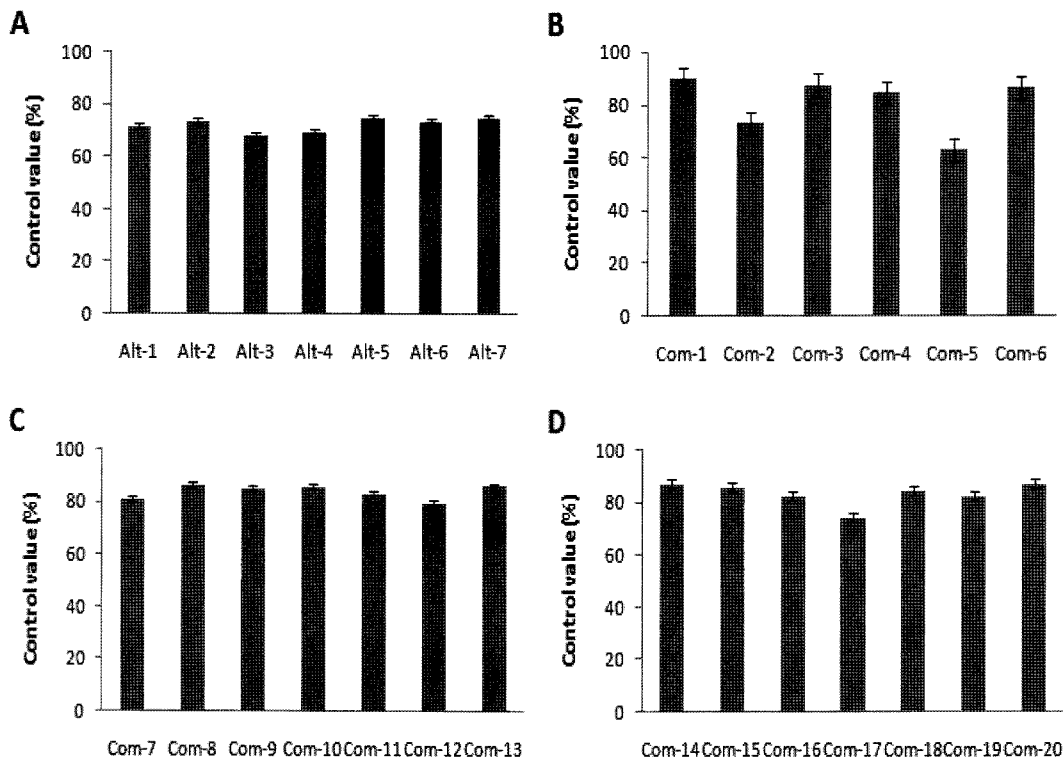 A
Control value (%)
100
80
60
40
20
0
Alt-1 Alt-2 Alt-3 Alt-4 Alt-5 Alt-6 Alt-7
B
Control value (%)
100
80
60
40
20
0
Com-1 Com-2 Com-3 Com-4 Com-5 Com-6
C
Control value (%)
100
80
60
40
20
0
Com-7 Com-8 Com-9 Com-10 Com-11 Com-12 Com-13
D
Control value (%)
100
80
60
40
20
0
Com-14 Com-15 Com-16 Com-17 Com-18 Com-19 Com-20